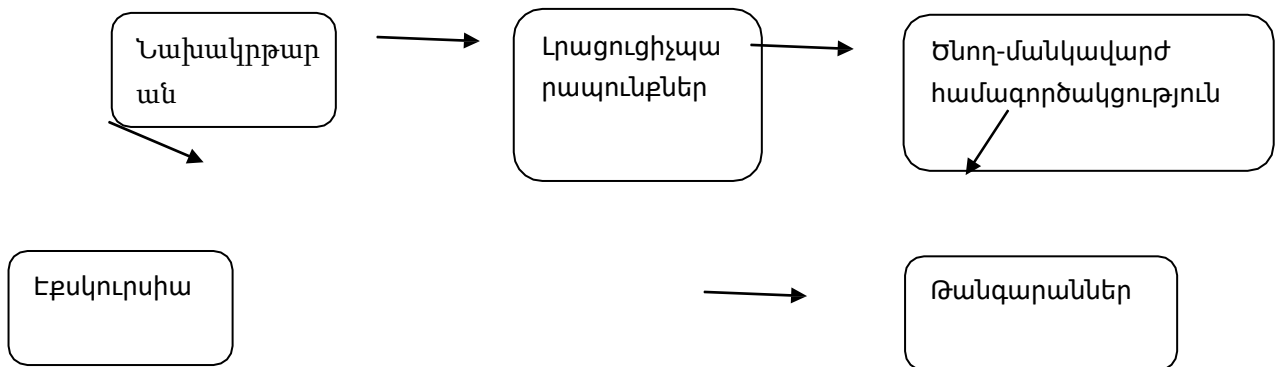 Նախակրթար
ան
Լրացուցիչպա
րապունքներ
Ծնող-մանկավարժ
համագործակցություն
Էքսկուրսիա
Թանգարաններ